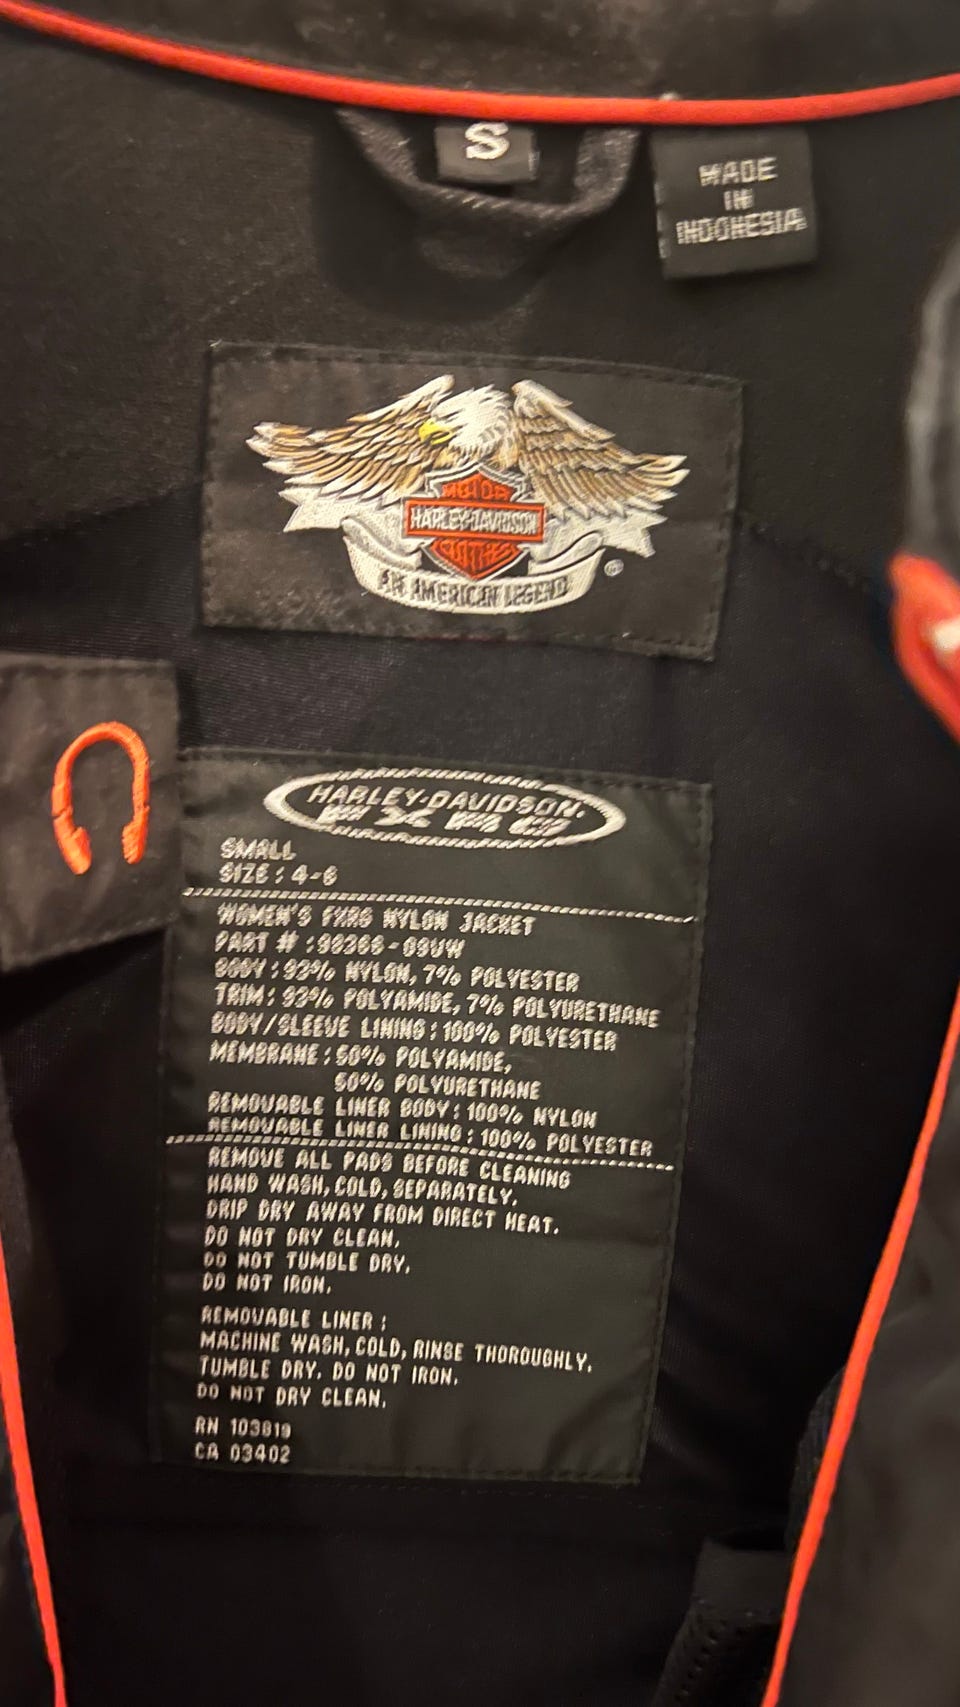 S
MADE
IN
INDONESIA
MOTOR
HARLEY-DAVIDSON
CLOTHES
AN AMERICAN LEGEND
®
HARLEY-DAVIDSON.
FXRG
SMALL
SIZE : 4-6
WOMEN'S FXRG NYLON JACKET
PART # : 98266-09VW
BODY : 93% NYLON, 7% POLYESTER
TRIM : 93% POLYAMIDE, 7% POLYURETHANE
BODY/SLEEVE LINING : 100% POLYESTER
MEMBRANE : 50% POLYAMIDE,
50% POLYURETHANE
REMOVABLE LINER BODY : 100% NYLON
REMOVABLE LINER LINING : 100% POLYESTER
REMOVE ALL PADS BEFORE CLEANING
HAND WASH, COLD, SEPARATELY.
DRIP DRY AWAY FROM DIRECT HEAT.
DO NOT DRY CLEAN.
DO NOT TUMBLE DRY.
DO NOT IRON.
REMOVABLE LINER :
MACHINE WASH, COLD, RINSE THOROUGHLY.
TUMBLE DRY. DO NOT IRON.
DO NOT DRY CLEAN.
RN 103819
CA 03402